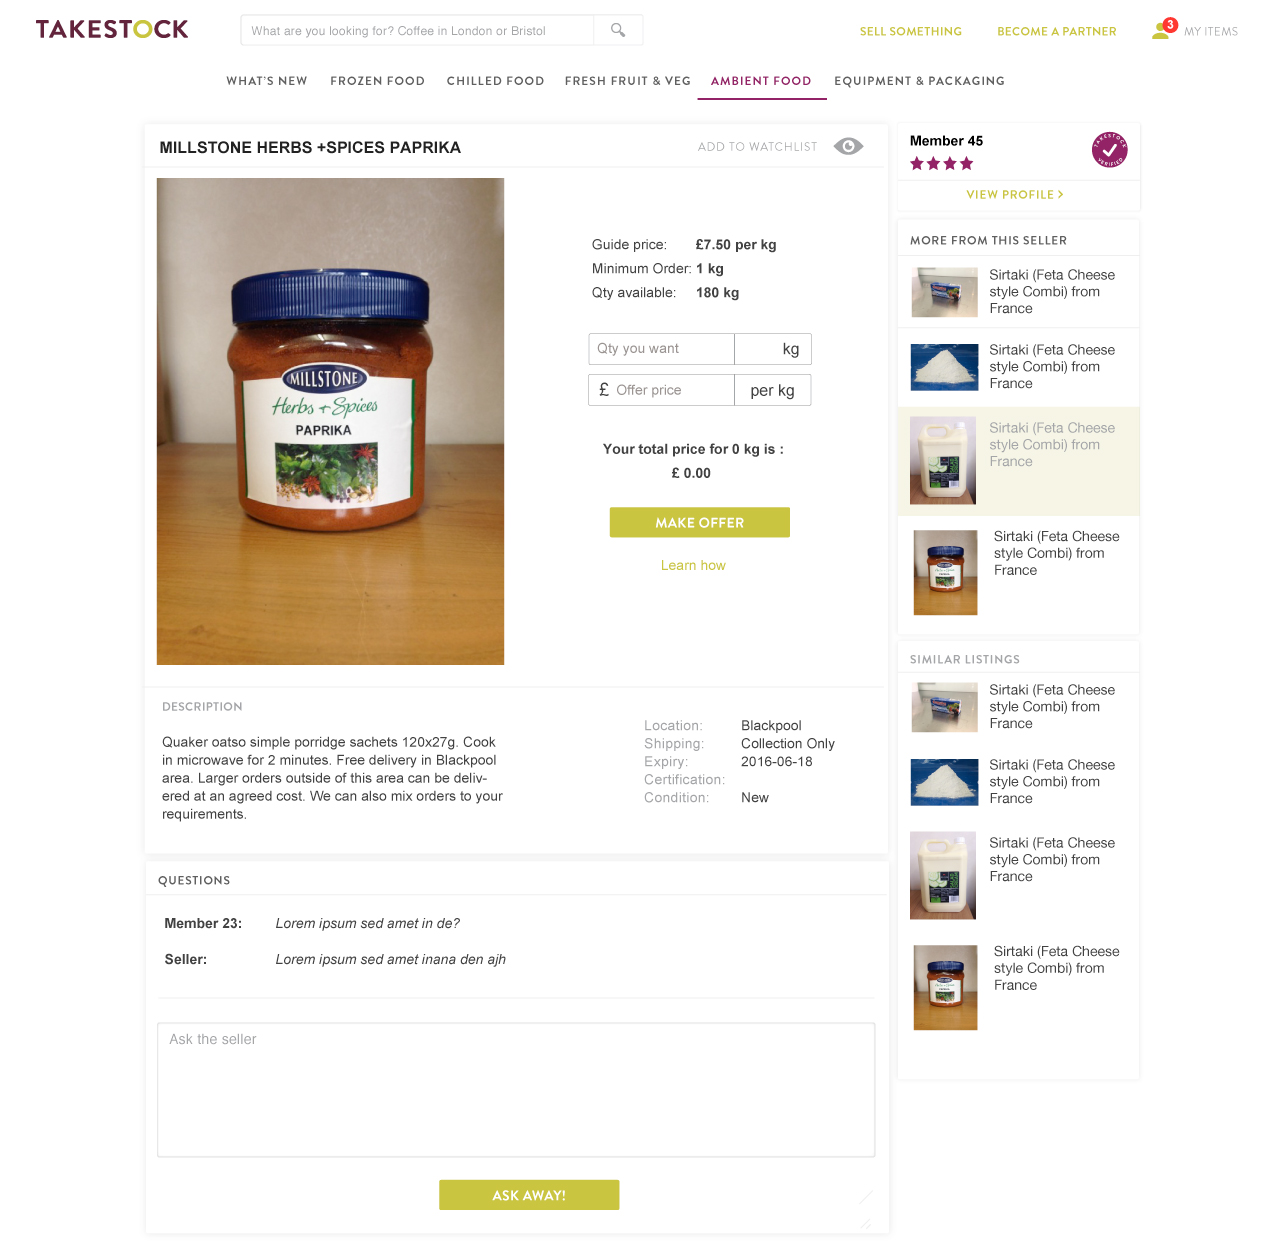 TAKESTOCK
What are you looking for? Coffee in London or Bristol
SELL SOMETHING
BECOME A PARTNER
3
MY ITEMS
WHAT'S NEW
FROZEN FOOD
CHILLED FOOD
FRESH FRUIT & VEG
AMBIENT FOOD
EQUIPMENT & PACKAGING
MILLSTONE HERBS +SPICES PAPRIKA
ADD TO WATCHLIST
MILLSTONE
Herbs + Spices
PAPRIKA
Guide price: £7.50 per kg
Minimum Order: 1 kg
Qty available: 180 kg
Qty you want kg
£ Offer price per kg
Your total price for 0 kg is :
£ 0.00
MAKE OFFER
Learn how
DESCRIPTION
Quaker oatso simple porridge sachets 120x27g. Cook
in microwave for 2 minutes. Free delivery in Blackpool
area. Larger orders outside of this area can be deliv-
ered at an agreed cost. We can also mix orders to your
requirements.
Location: Blackpool
Shipping: Collection Only
Expiry: 2016-06-18
Certification:
Condition: New
QUESTIONS
Member 23: Lorem ipsum sed amet in de?
Seller: Lorem ipsum sed amet inana den ajh
Ask the seller
ASK AWAY!
Member 45
TAKESTOCK
VERIFIED
VIEW PROFILE >
MORE FROM THIS SELLER
Sirtaki (Feta Cheese
style Combi) from
France
Sirtaki (Feta Cheese
style Combi) from
France
Sirtaki (Feta Cheese
style Combi) from
France
Sirtaki (Feta Cheese
style Combi) from
France
SIMILAR LISTINGS
Sirtaki (Feta Cheese
style Combi) from
France
Sirtaki (Feta Cheese
style Combi) from
France
Sirtaki (Feta Cheese
style Combi) from
France
Sirtaki (Feta Cheese
style Combi) from
France